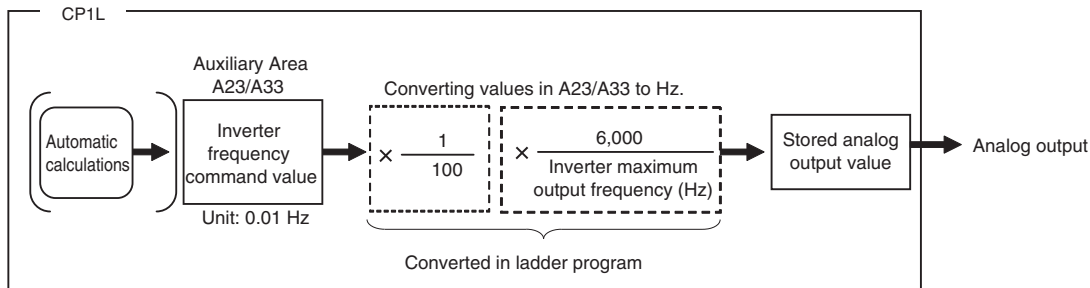 CP1L
Auxiliary Area
A23/A33
Converting values in A23/A33 to Hz.
Automatic
calculations
Inverter
frequency
command value
Unit: 0.01 Hz
× 1
100
× 6,000
Inverter maximum
output frequency (Hz)
Stored analog
output value
Analog output
Converted in ladder program